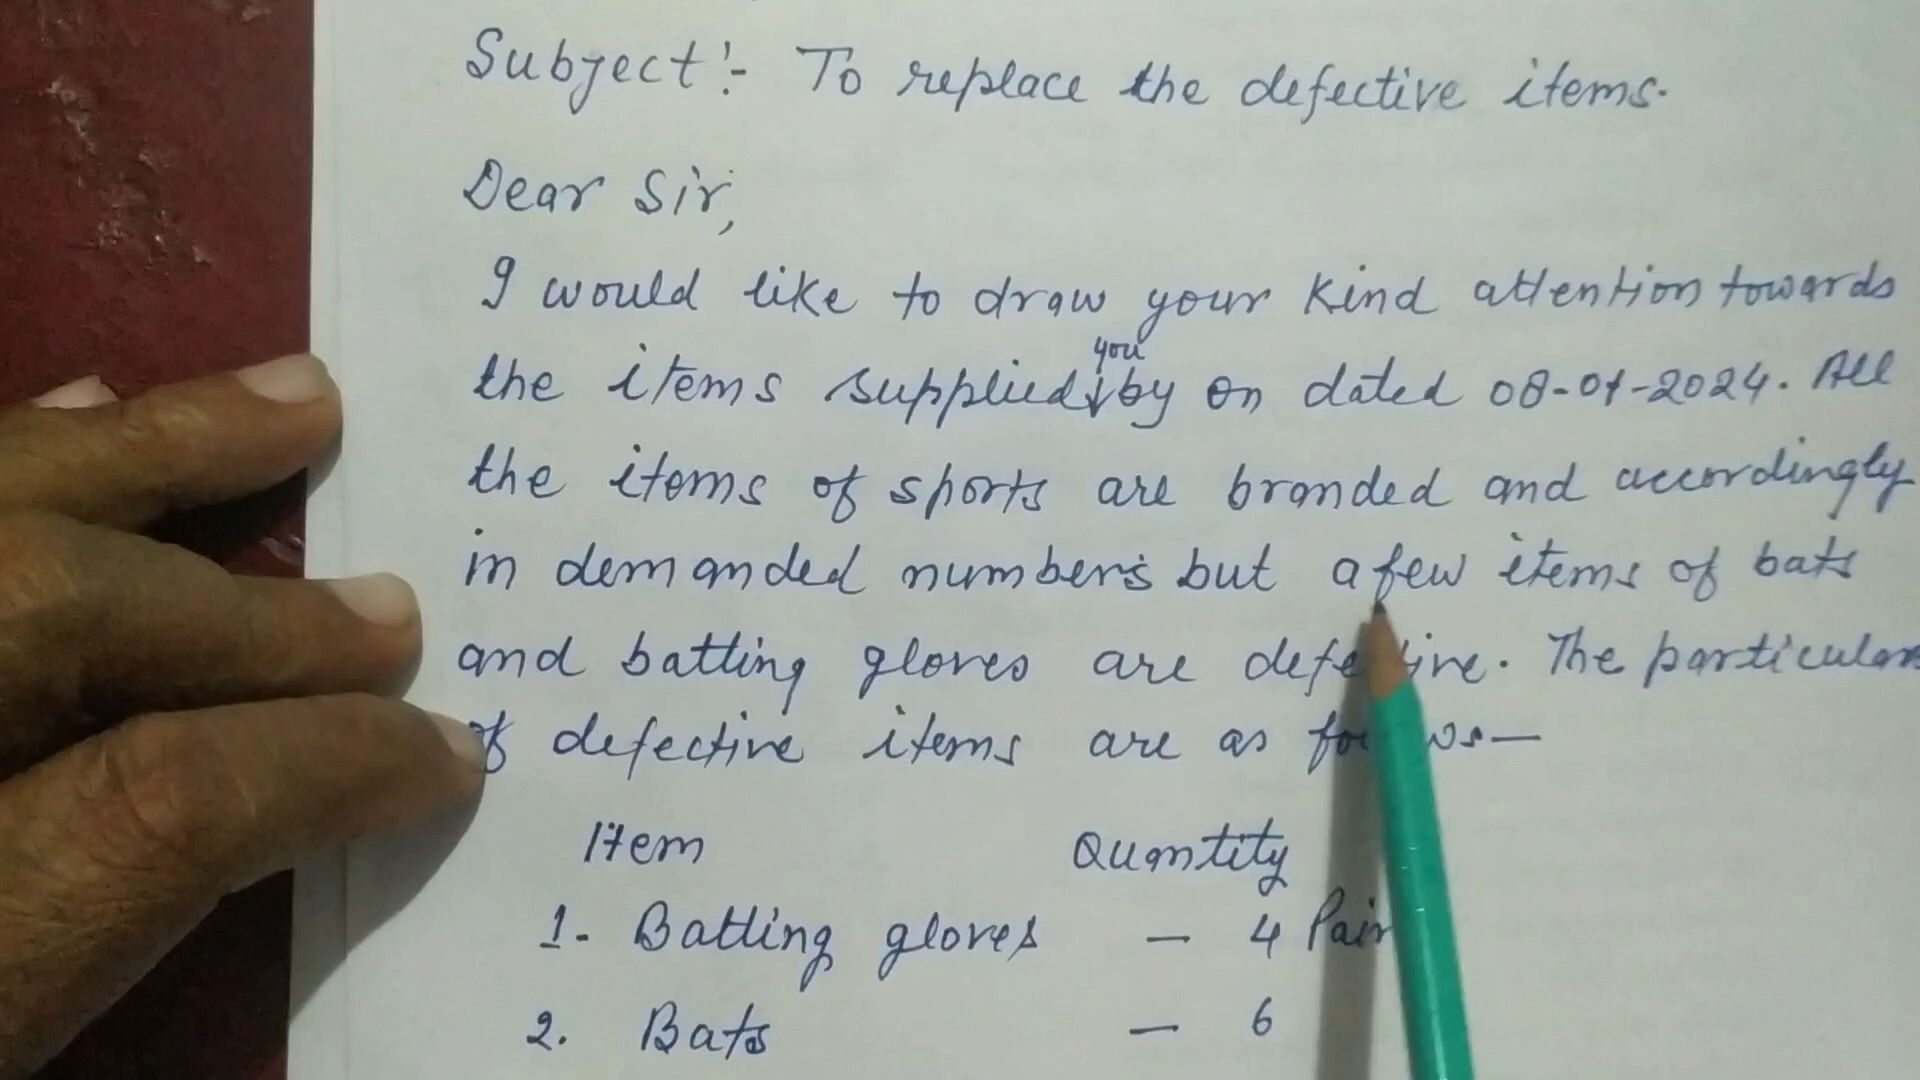 Subject:- To replace the defective items.
Dear Sir,
I would like to draw your kind attention towards
you
the items supplied by on dated 08-01-2024. All
the items of sports are branded and accordingly
in demanded numbers but a few items of bats
and batting gloves are defective. The particulars
of defective items are as follows—
Item Quantity
1. Batting gloves — 4 Pair
2. Bats — 6